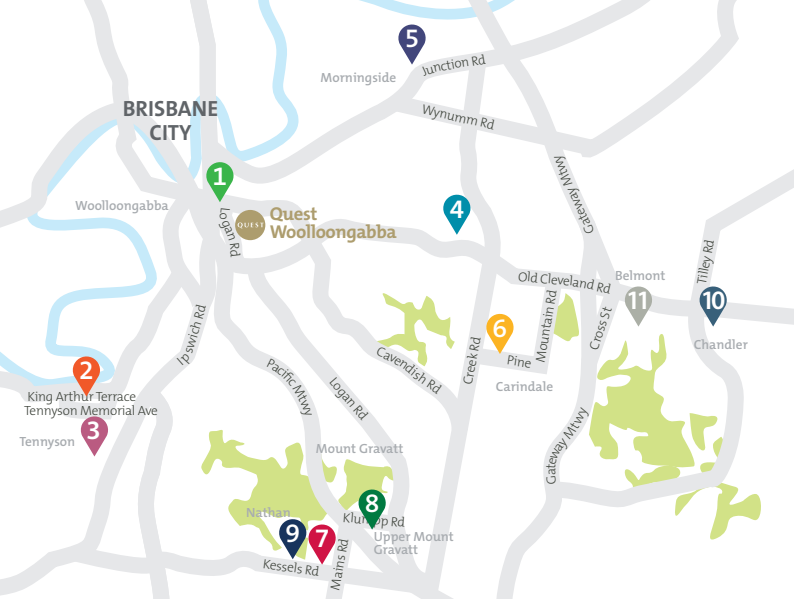 5
Junction Rd
Morningside
BRISBANE
CITY
Wynumm Rd
1
Gateway Mtwy
Woolloongabba
Logan Rd
QUEST
Quest
Woolloongabba
4
Tilley Rd
Old Cleveland Rd
Belmont
11
10
Mountain Rd
Cross St
Ipswich Rd
6
Chandler
Creek Rd
Pine
Cavendish Rd
Carindale
2
Pacific Mtwy
Logan Rd
King Arthur Terrace
Tennyson Memorial Ave
3
Tennyson
Gateway Mtwy
Mount Gravatt
8
Nathan
Klumpp Rd
9
7
Upper Mount
Gravatt
Mains Rd
Kessels Rd